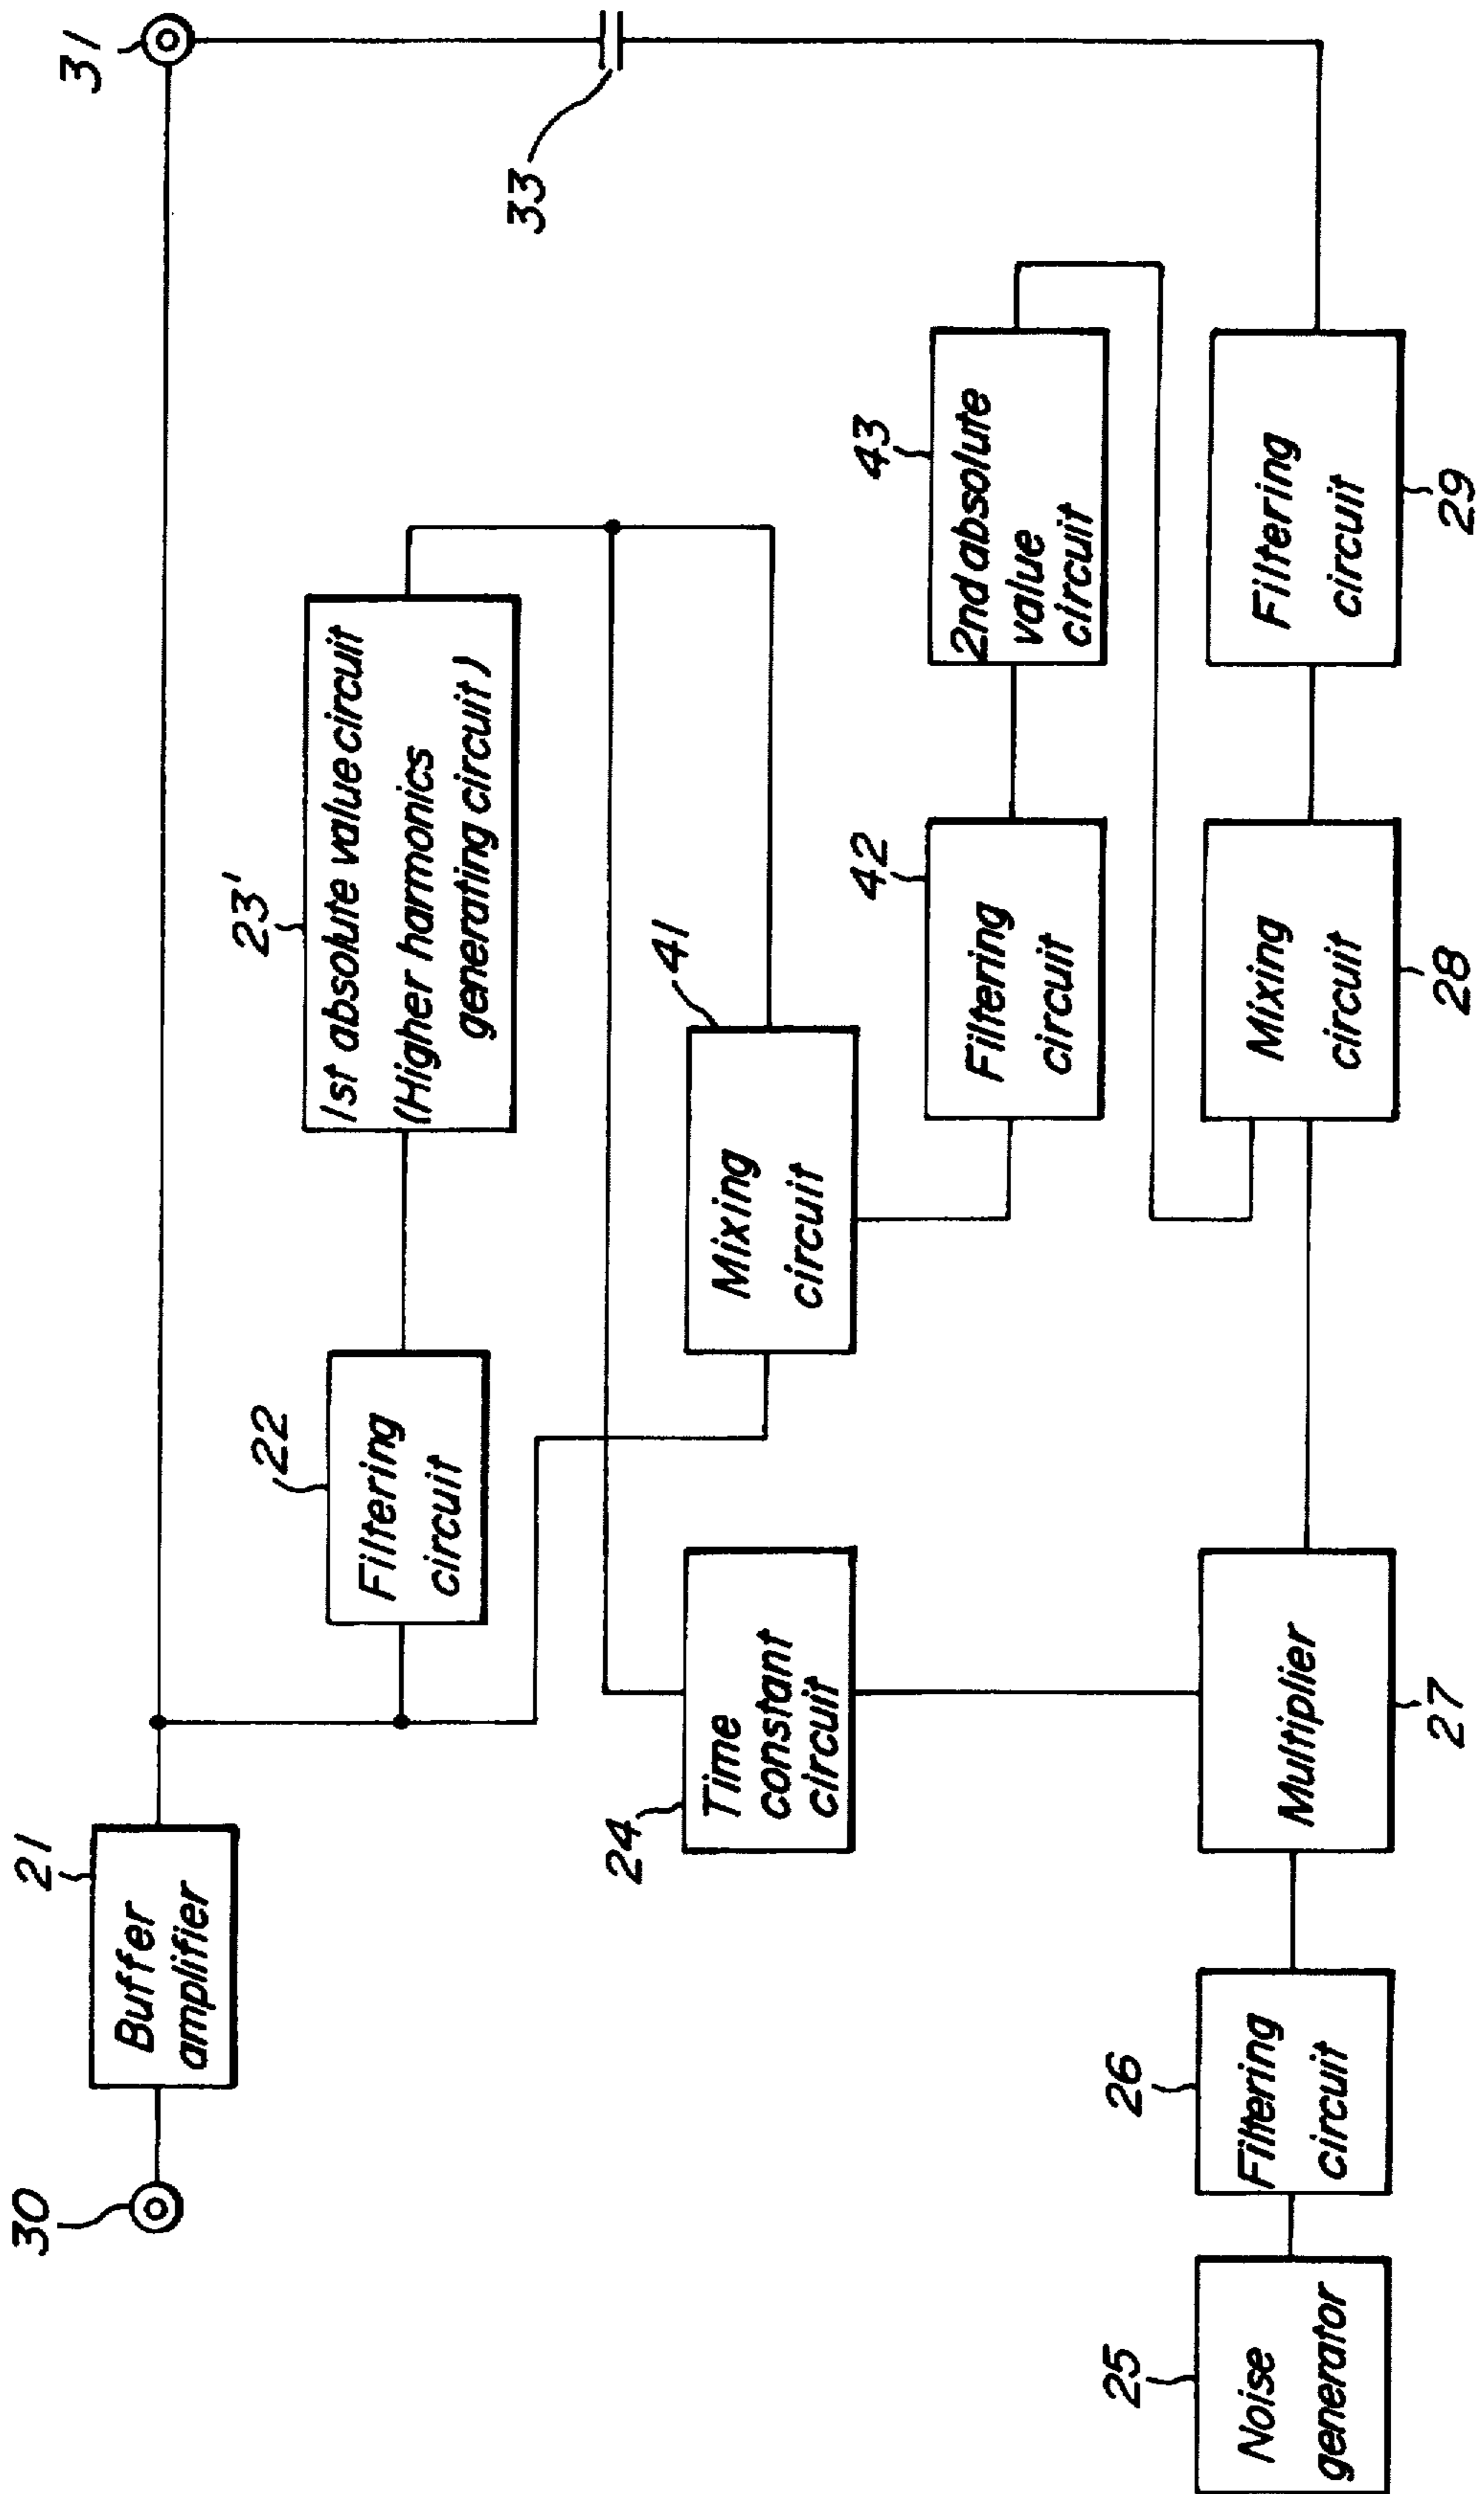 30
21
Buffer
amplifier
22
Filtering
circuit
23'
1st absolute value circuit
(Higher harmonics
generating circuit)
31
33
24
Time
constant
circuit
41
Mixing
circuit
42
Filtering
circuit
43
2nd absolute
value
circuit
25
Noise
generator
26
Filtering
circuit
Multiplier
27
Mixing
circuit
28
Filtering
circuit
29